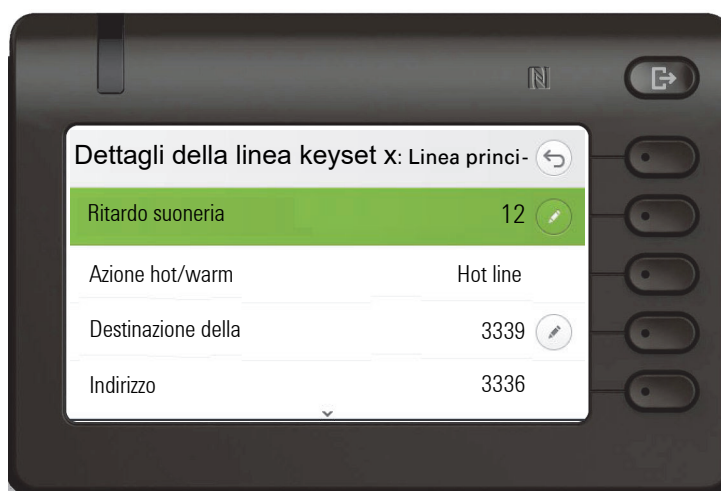 Dettagli della linea keyset x: Linea princi-
Ritardo suoneria 12
Azione hot/warm Hot line
Destinazione della 3339
Indirizzo 3336